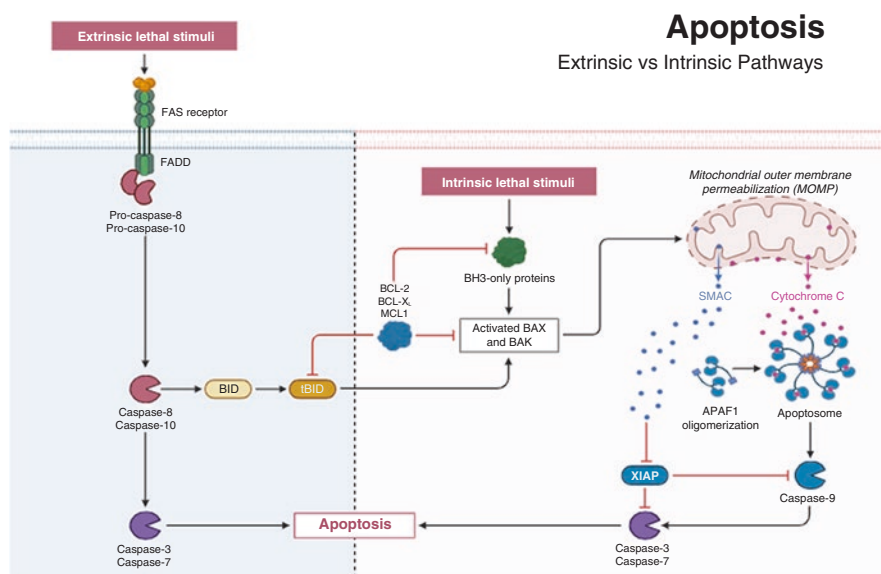 Apoptosis
Extrinsic vs Intrinsic Pathways
Extrinsic lethal stimuli
FAS receptor
FADD
Pro-caspase-8
Pro-caspase-10
Intrinsic lethal stimuli
Mitochondrial outer membrane
permeabilization (MOMP)
BH3-only proteins
BCL-2
BCL-XL
MCL1
SMAC
Cytochrome C
Activated BAX
and BAK
BID
tBID
Caspase-8
Caspase-10
APAF1
oligomerization
Apoptosome
XIAP
Caspase-9
Apoptosis
Caspase-3
Caspase-7
Caspase-3
Caspase-7